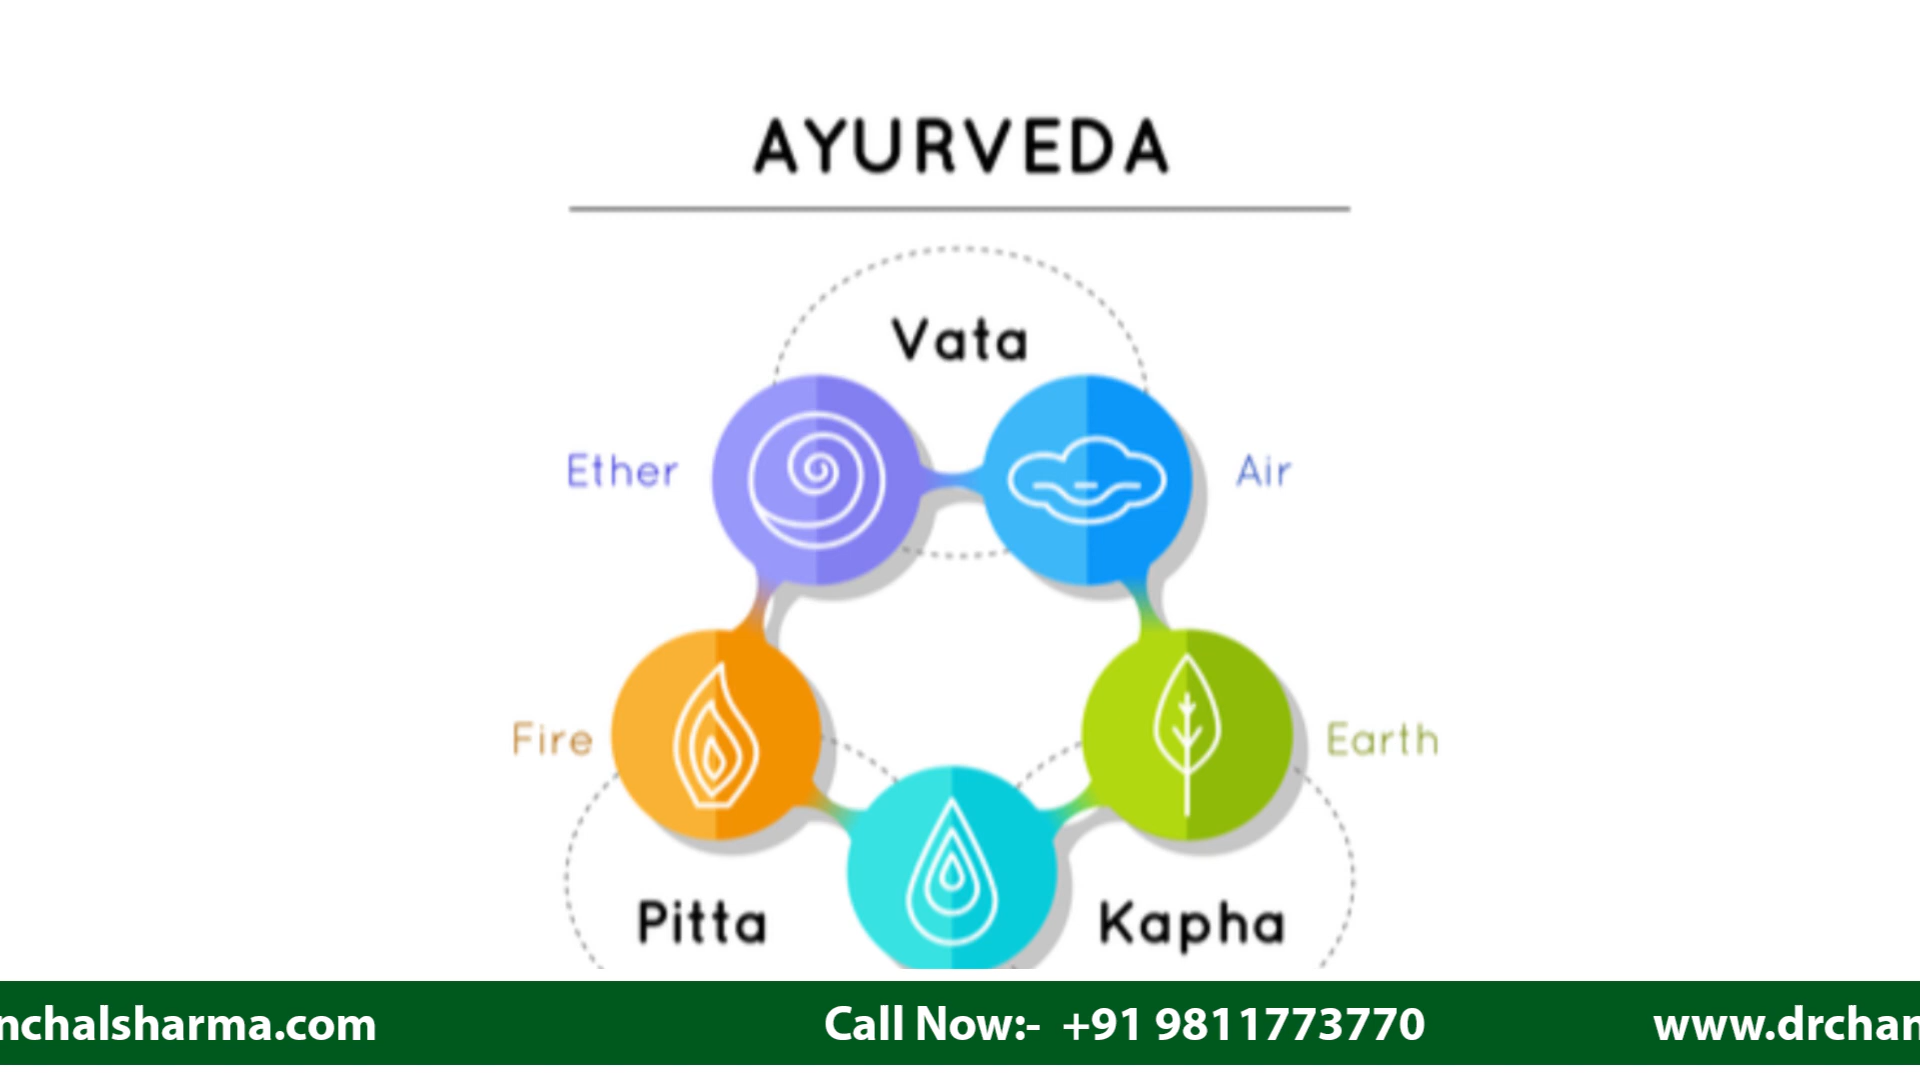 AYURVEDA
Vata
Ether
Air
Fire
Earth
Pitta
Kapha
nchalsharma.com Call Now:- +91 9811773770 www.drchan